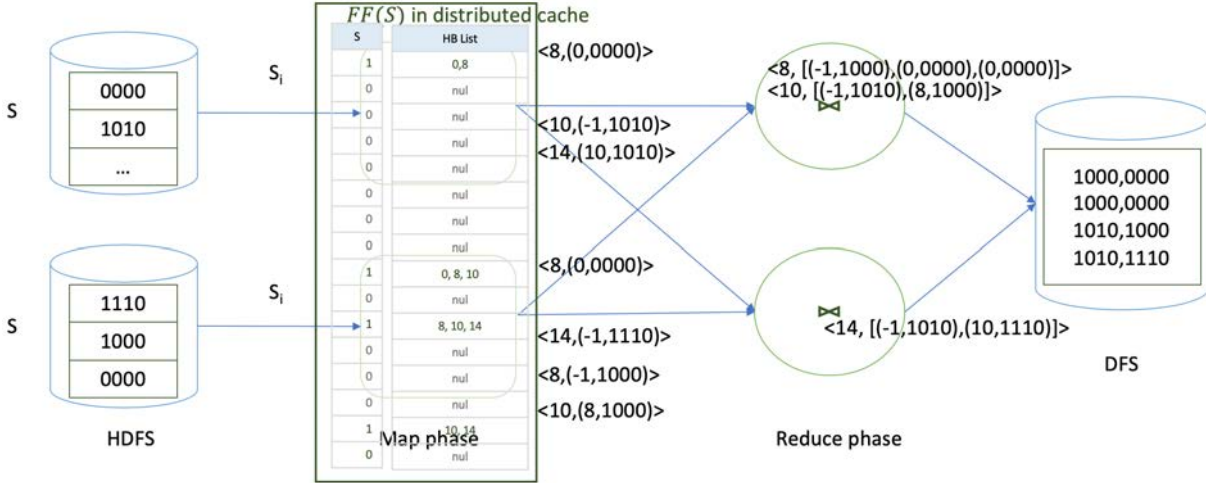 FF(S) in distributed cache
S
HB List
1
0,8
0
nul
0
nul
0
nul
0
nul
0
nul
0
nul
0
nul
1
0, 8, 10
0
nul
1
8, 10, 14
0
nul
0
nul
0
nul
1
10, 14
0
nul
S
0000
1010
...
S
1110
1000
0000
HDFS
Si
Si
Map phase
<8,(0,0000)>
<10,(-1,1010)>
<14,(10,1010)>
<8,(0,0000)>
<14,(-1,1110)>
<8,(-1,1000)>
<10,(8,1000)>
<8, [(-1,1000),(0,0000),(0,0000)]>
<10, [(-1,1010),(8,1000)]>
⋈
⋈
<14, [(-1,1010),(10,1110)]>
Reduce phase
1000,0000
1000,0000
1010,1000
1010,1110
DFS